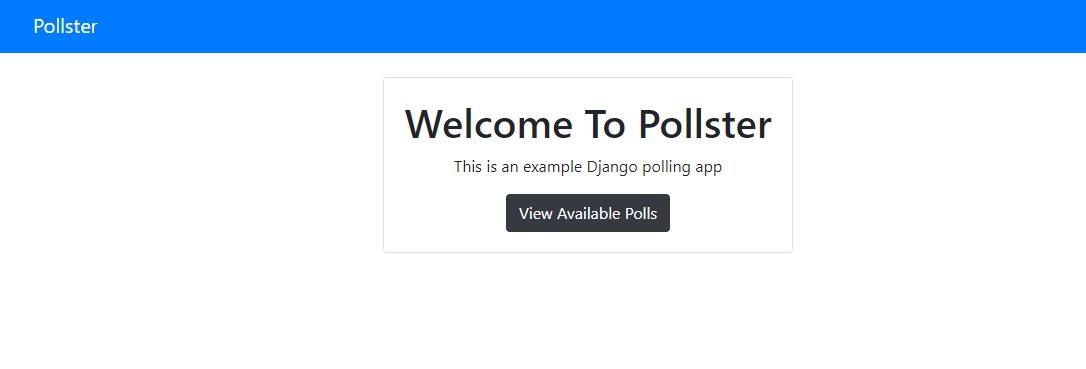 Pollster
Welcome To Pollster
This is an example Django polling app
View Available Polls